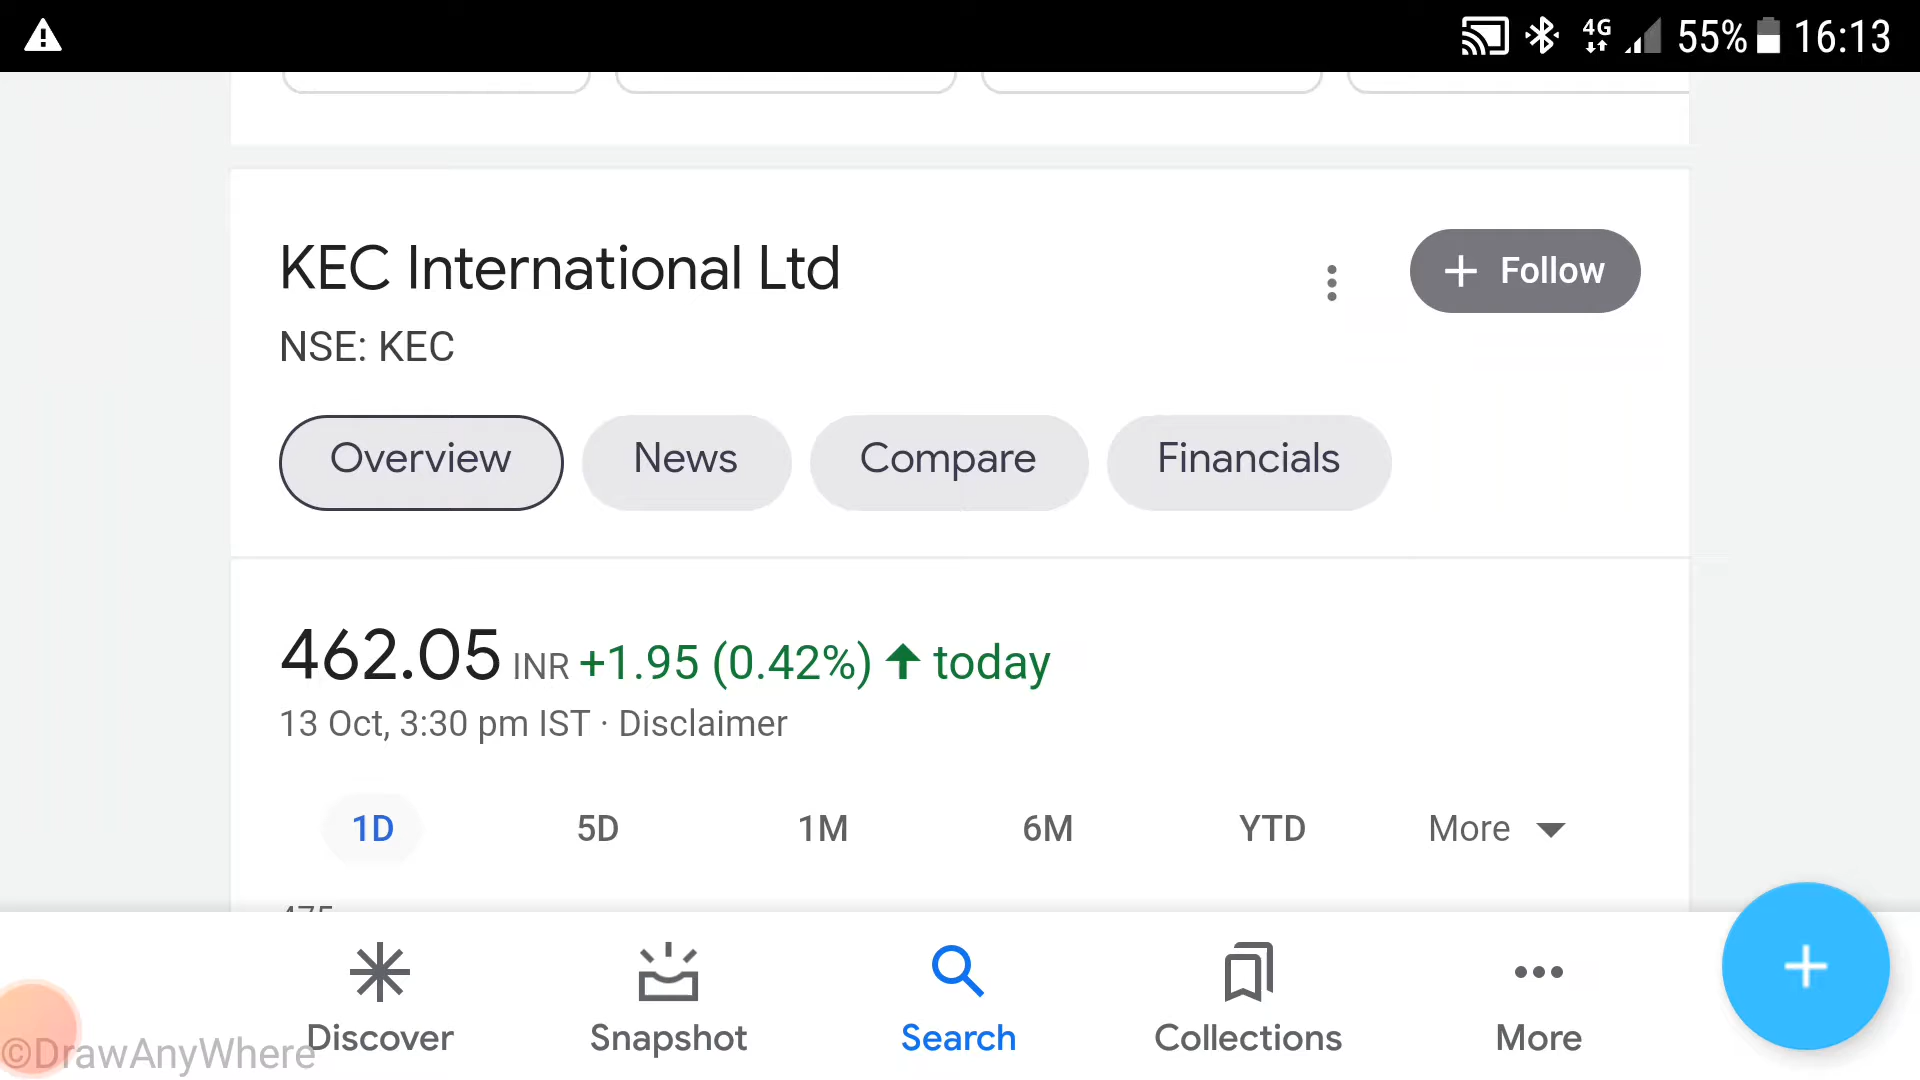 4G 55% 16:13
KEC International Ltd
+ Follow
NSE: KEC
Overview News Compare Financials
462.05 INR +1.95 (0.42%) ↑ today
13 Oct, 3:30 pm IST · Disclaimer
1D 5D 1M 6M YTD More
Discover Snapshot Search Collections More
©DrawAnyWhere